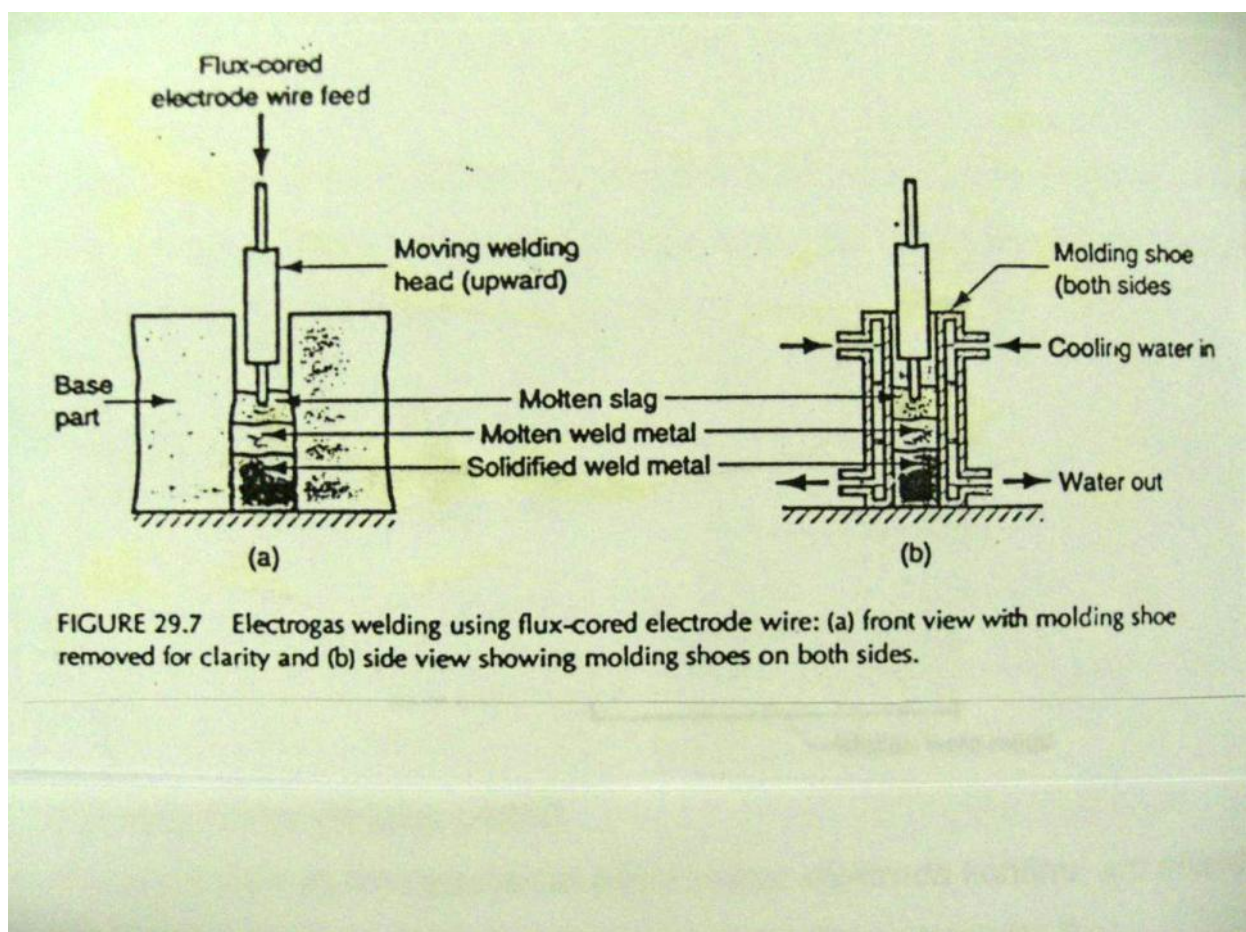 Flux-cored
electrode wire feed
Moving welding
head (upward)
Base
part
Molten slag
Molten weld metal
Solidified weld metal
(a)
Molding shoe
(both sides
Cooling water in
Water out
(b)
FIGURE 29.7 Electrogas welding using flux-cored electrode wire: (a) front view with molding shoe
removed for clarity and (b) side view showing molding shoes on both sides.